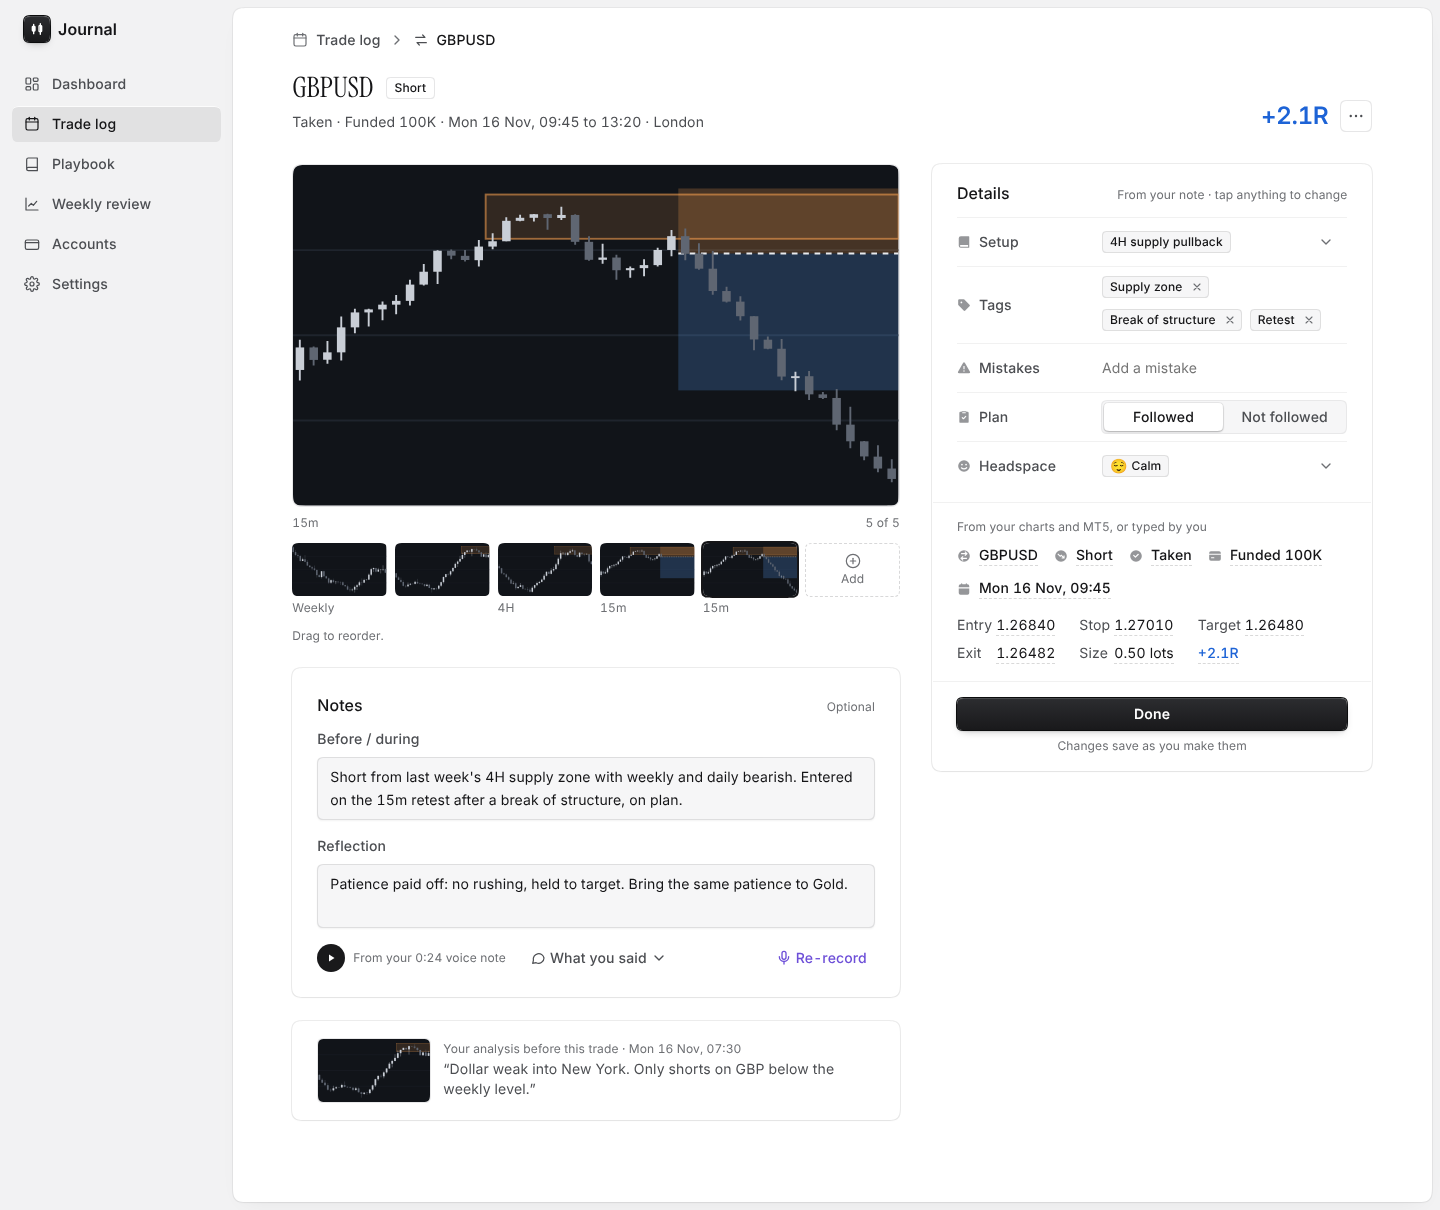 Journal
Dashboard
Trade log
Playbook
Weekly review
Accounts
Settings
Trade log
GBPUSD
GBPUSD
Short
Taken · Funded 100K · Mon 16 Nov, 09:45 to 13:20 · London
+2.1R
15m
5 of 5
Weekly
4H
15m
15m
Add
Drag to reorder.
Notes
Optional
Before / during
Short from last week's 4H supply zone with weekly and daily bearish. Entered
on the 15m retest after a break of structure, on plan.
Reflection
Patience paid off: no rushing, held to target. Bring the same patience to Gold.
From your 0:24 voice note
What you said
Re-record
Your analysis before this trade · Mon 16 Nov, 07:30
“Dollar weak into New York. Only shorts on GBP below the
weekly level.”
Details
From your note · tap anything to change
Setup
4H supply pullback
Tags
Supply zone
Break of structure
Retest
Mistakes
Add a mistake
Plan
Followed
Not followed
Headspace
😌 Calm
From your charts and MT5, or typed by you
GBPUSD
Short
Taken
Funded 100K
Mon 16 Nov, 09:45
Entry 1.26840
Stop 1.27010
Target 1.26480
Exit 1.26482
Size 0.50 lots
+2.1R
Done
Changes save as you make them